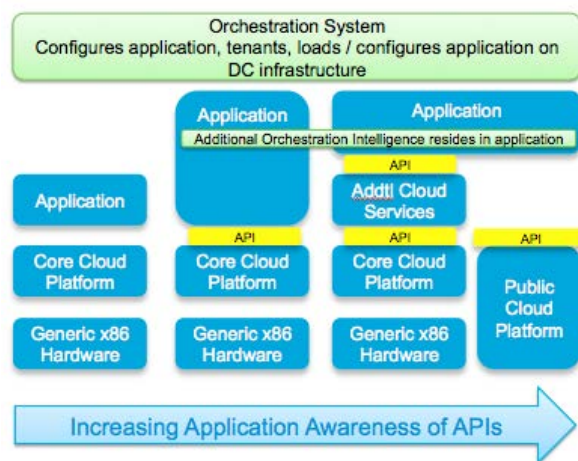 Orchestration System
Configures application, tenants, loads / configures application on
DC infrastructure
Application
Application
Additional Orchestration Intelligence resides in application
API
Application
Addtl Cloud
Services
API
API
API
Core Cloud
Platform
Core Cloud
Platform
Core Cloud
Platform
Public
Cloud
Platform
Generic x86
Hardware
Generic x86
Hardware
Generic x86
Hardware
Increasing Application Awareness of APIs